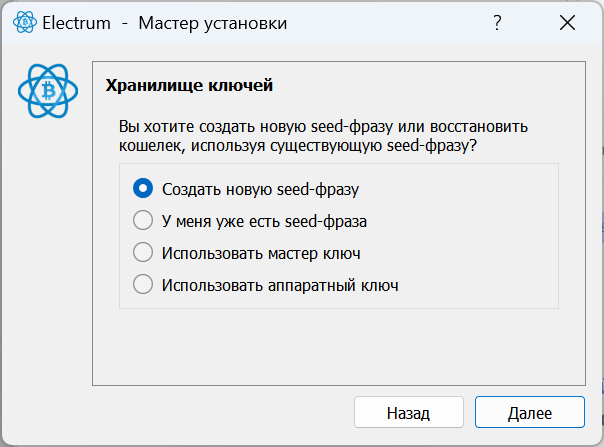 Electrum - Мастер установки
?
Хранилище ключей
Вы хотите создать новую seed-фразу или восстановить
кошелек, используя существующую seed-фразу?
Создать новую seed-фразу
У меня уже есть seed-фраза
Использовать мастер ключ
Использовать аппаратный ключ
Назад
Далее